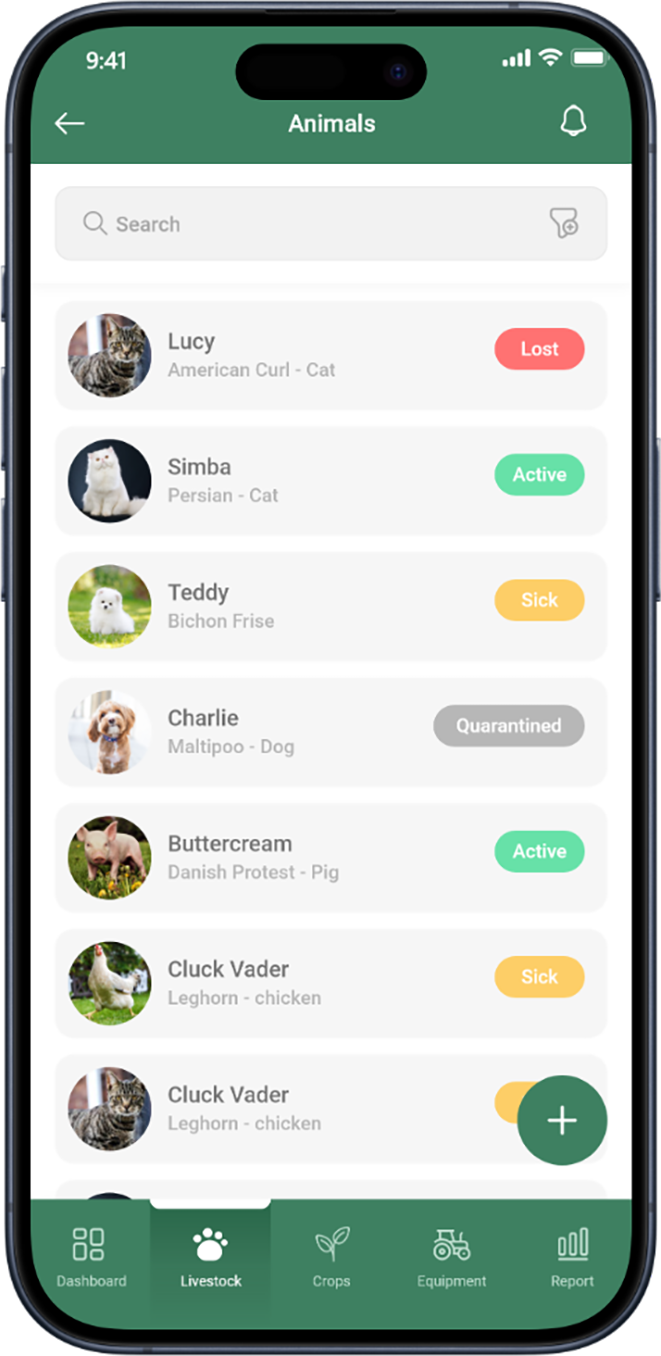 9:41
Animals
Search
Lucy
American Curl - Cat
Lost
Simba
Persian - Cat
Active
Teddy
Bichon Frise
Sick
Charlie
Maltipoo - Dog
Quarantined
Buttercream
Danish Protest - Pig
Active
Cluck Vader
Leghorn - chicken
Sick
Cluck Vader
Leghorn - chicken
Dashboard
Livestock
Crops
Equipment
Report